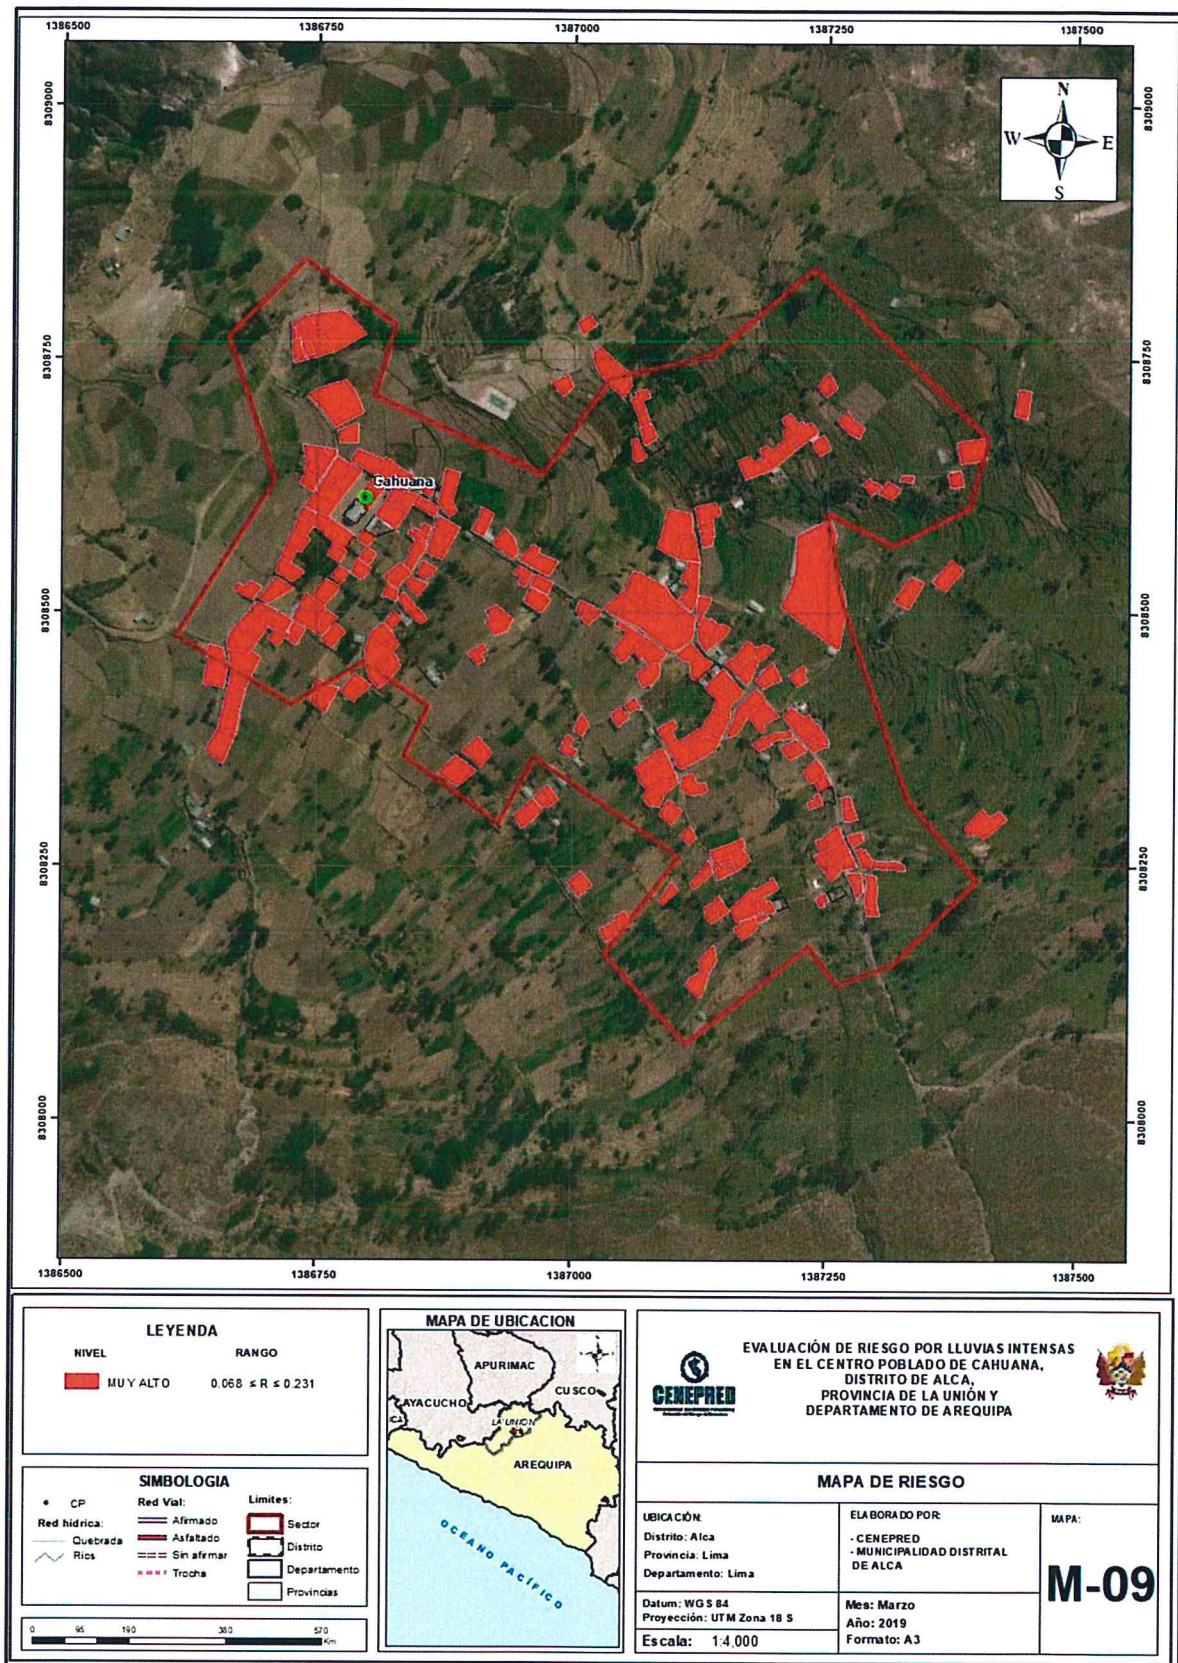 1386500 1386750 1387000 1387250 1387500
8309000 8309000
N
W E
S
8308750 8308750
Cahuana
8308500 8308500
8308250 8308250
8308000 8308000
1386500 1386750 1387000 1387250 1387500
LEYENDA
NIVEL RANGO
MUY ALTO 0.068 ≤ R ≤ 0.231
SIMBOLOGIA
CP
Red hídrica:
Quebrada
Rios
Red Vial:
Afirmado
Asfaltado
Sin afirmar
Trocha
Limites:
Sector
Distrito
Departamento
Provincias
0 95 190 380 570
Km
MAPA DE UBICACION
APURIMAC
CUSCO
AYACUCHO
ICA
LA UNION
AREQUIPA
OCEANO PACÍFICO
CENEPRED
EVALUACIÓN DE RIESGO POR LLUVIAS INTENSAS
EN EL CENTRO POBLADO DE CAHUANA,
DISTRITO DE ALCA,
PROVINCIA DE LA UNIÓN Y
DEPARTAMENTO DE AREQUIPA
MAPA DE RIESGO
UBICACIÓN:
Distrito: Alca
Provincia: Lima
Departamento: Lima
ELABORADO POR:
- CENEPRED
- MUNICIPALIDAD DISTRITAL
DE ALCA
MAPA:
M-09
Datum: WGS 84
Proyección: UTM Zona 18 S
Escala: 1:4,000
Mes: Marzo
Año: 2019
Formato: A3